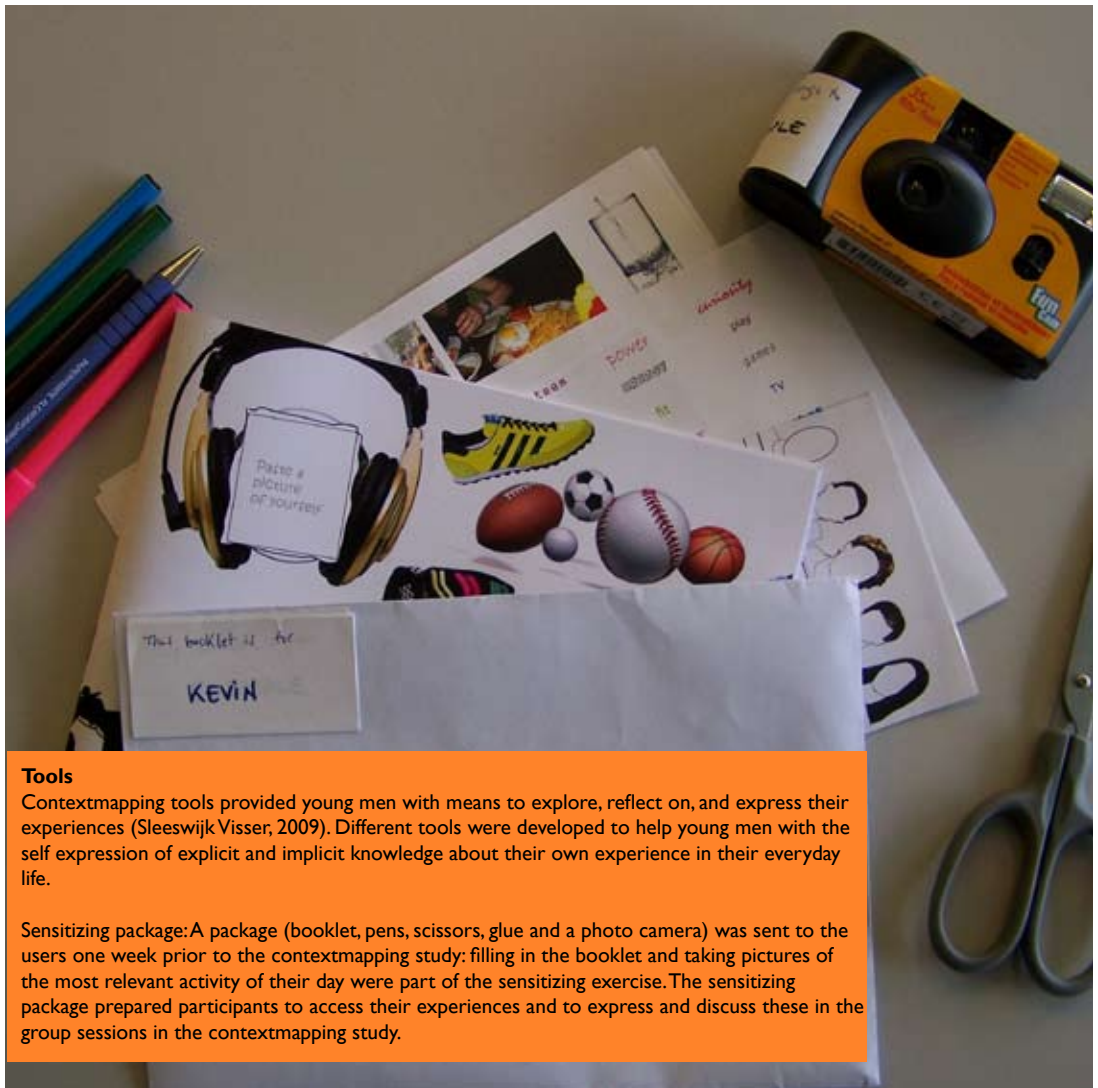 35mm
Fun
Cam
curiosity
play
power
games
TV
fit
Paste a
picture
of yourself
This booklet is for
KEVIN
Tools
Contextmapping tools provided young men with means to explore, reflect on, and express their
experiences (Sleeswijk Visser, 2009). Different tools were developed to help young men with the
self expression of explicit and implicit knowledge about their own experience in their everyday
life.
Sensitizing package: A package (booklet, pens, scissors, glue and a photo camera) was sent to the
users one week prior to the contextmapping study: filling in the booklet and taking pictures of
the most relevant activity of their day were part of the sensitizing exercise. The sensitizing
package prepared participants to access their experiences and to express and discuss these in the
group sessions in the contextmapping study.